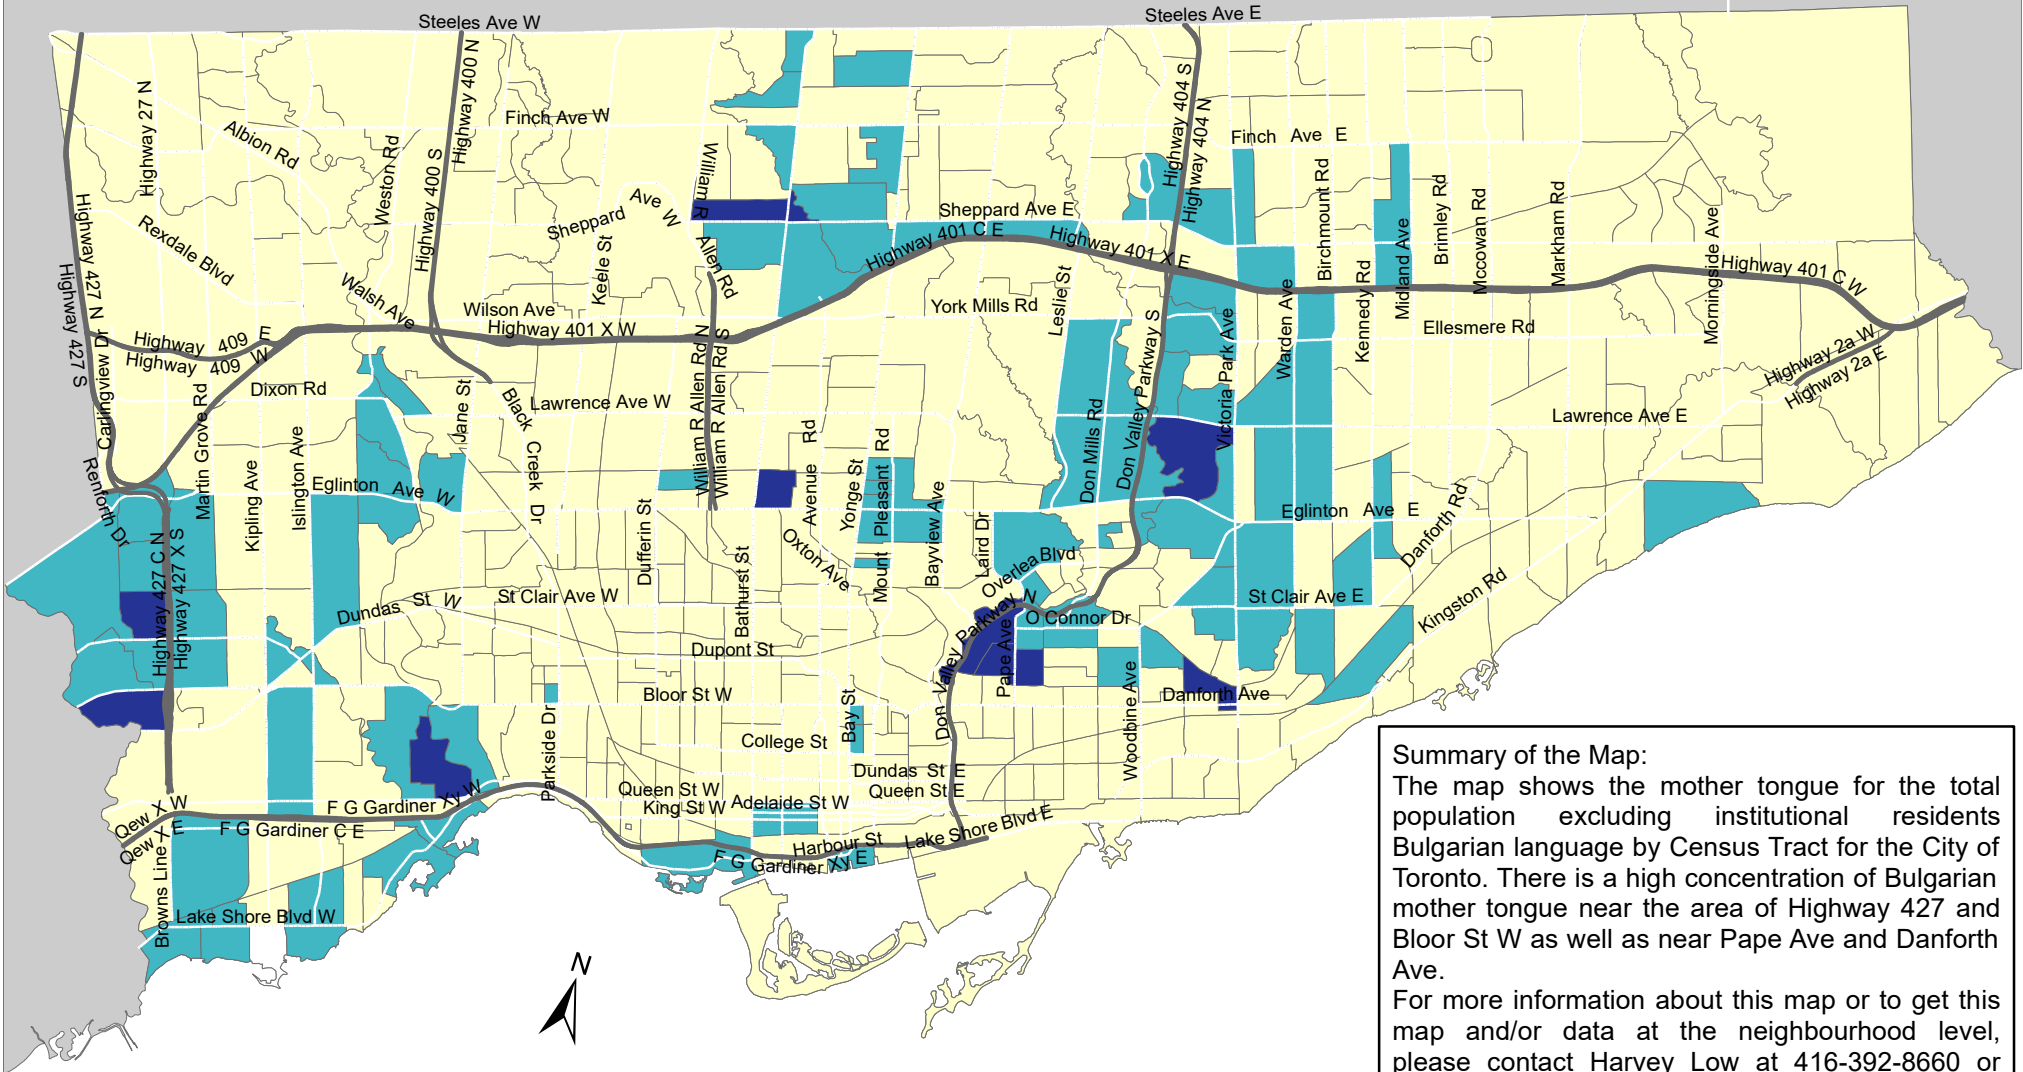 Steeles Ave W
Steeles Ave E
Highway 27 N
Albion Rd
Weston Rd
Highway 400 N
Highway 400 S
Finch Ave W
William R Allen Rd
Highway 404 S
Highway 404 N
Finch Ave E
Birchmount Rd
Brimley Rd
Mccowan Rd
Markham Rd
Morningside Ave
Midland Ave
Kennedy Rd
Highway 427 N
Highway 427 S
Rexdale Blvd
Walsh Ave
Sheppard Ave W
Keele St
Sheppard Ave E
Highway 401 C E
Highway 401 X E
Highway 401 C W
Wilson Ave
Highway 401 X W
York Mills Rd
Leslie St
Ellesmere Rd
Warden Ave
Victoria Park Ave
Highway 2a W
Highway 2a E
Highway 409 E
Highway 409 W
Carlingview Dr
Dixon Rd
Martin Grove Rd
Jane St
Black Creek Dr
Lawrence Ave W
William R Allen Rd N
William R Allen Rd S
Avenue Rd
Yonge St
Mount Pleasant Rd
Bayview Ave
Don Mills Rd
Don Valley Parkway S
Lawrence Ave E
Renforth Dr
Kipling Ave
Islington Ave
Eglinton Ave W
Dufferin St
Bathurst St
Oxton Ave
Laird Dr
Overlea Blvd
Eglinton Ave E
Danforth Rd
Kingston Rd
Highway 427 C N
Highway 427 X S
Dundas St W
St Clair Ave W
St Clair Ave E
O Connor Dr
Don Valley Parkway N
Pape Ave
Dupont St
Bloor St W
Danforth Ave
Woodbine Ave
Parkside Dr
Bay St
College St
Dundas St E
Queen St E
Queen St W
King St W
Adelaide St W
Qew X W
Qew X E
F G Gardiner Xy W
F G Gardiner C E
Harbour St
Lake Shore Blvd E
F G Gardiner Xy E
Browns Line
Lake Shore Blvd W
N
Summary of the Map:
The map shows the mother tongue for the total
population excluding institutional residents
Bulgarian language by Census Tract for the City of
Toronto. There is a high concentration of Bulgarian
mother tongue near the area of Highway 427 and
Bloor St W as well as near Pape Ave and Danforth
Ave.
For more information about this map or to get this
map and/or data at the neighbourhood level,
please contact Harvey Low at 416-392-8660 or